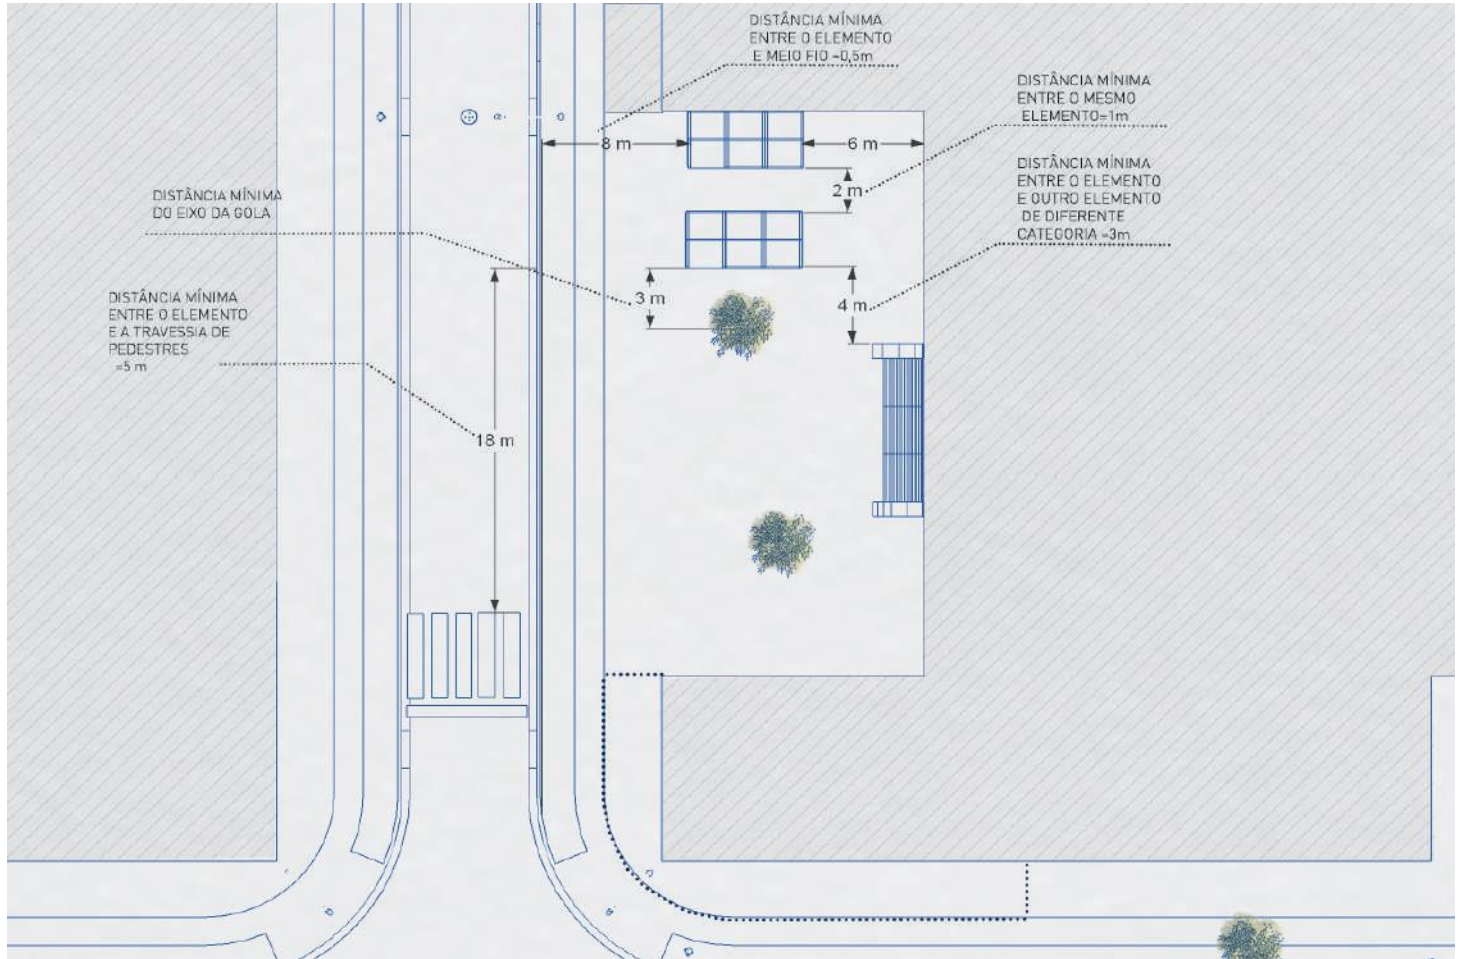 DISTÂNCIA MÍNIMA
ENTRE O ELEMENTO
E MEIO FIO =0,5m
DISTÂNCIA MÍNIMA
ENTRE O MESMO
ELEMENTO=1m
8 m
6 m
DISTÂNCIA MÍNIMA
ENTRE O ELEMENTO
E OUTRO ELEMENTO
DE DIFERENTE
CATEGORIA =3m
2 m
DISTÂNCIA MÍNIMA
DO EIXO DA GOLA
3 m
4 m
DISTÂNCIA MÍNIMA
ENTRE O ELEMENTO
E A TRAVESSIA DE
PEDESTRES
=5 m
18 m